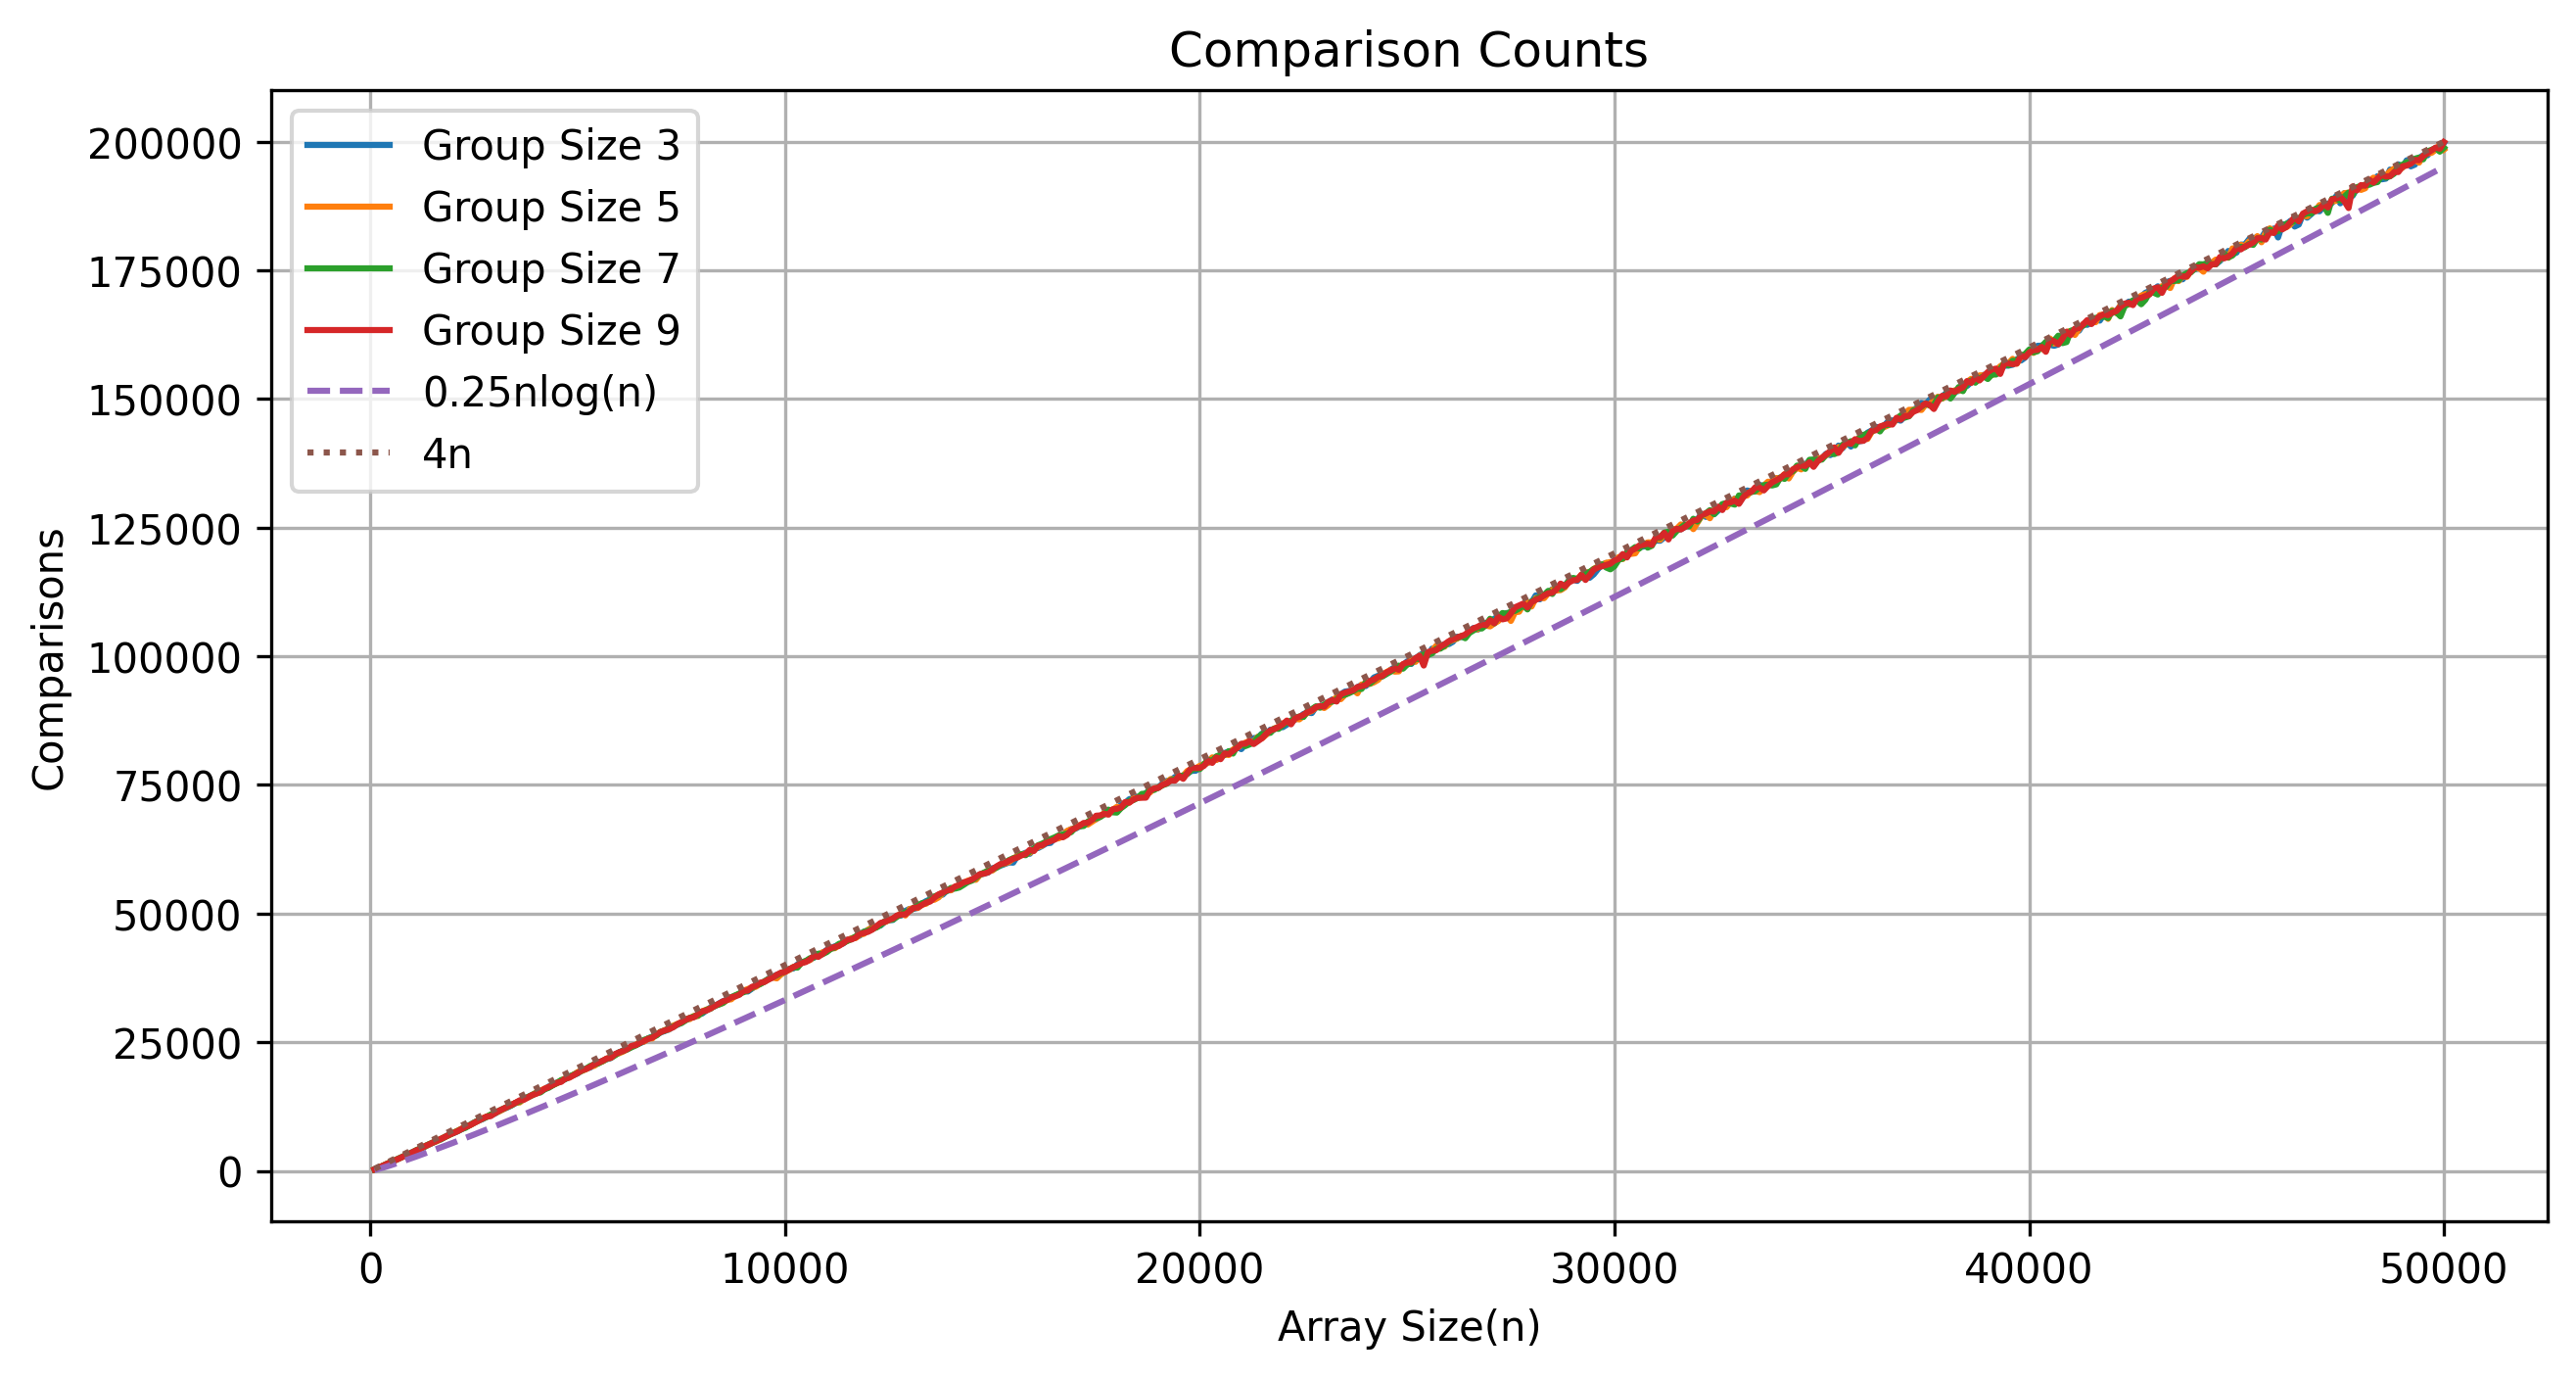 Comparison Counts
200000
175000
150000
125000
100000
75000
50000
25000
0
Comparisons
Group Size 3
Group Size 5
Group Size 7
Group Size 9
0.25nlog(n)
4n
0
10000
20000
30000
40000
50000
Array Size(n)